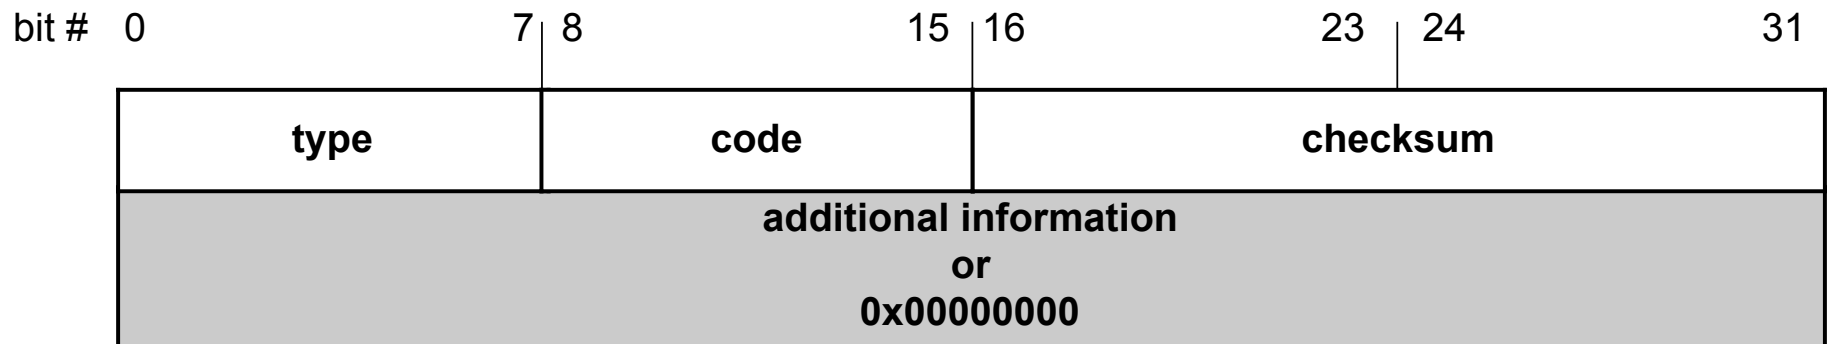 bit # 0 7 8 15 16 23 24 31
type code checksum
additional information
or
0x00000000